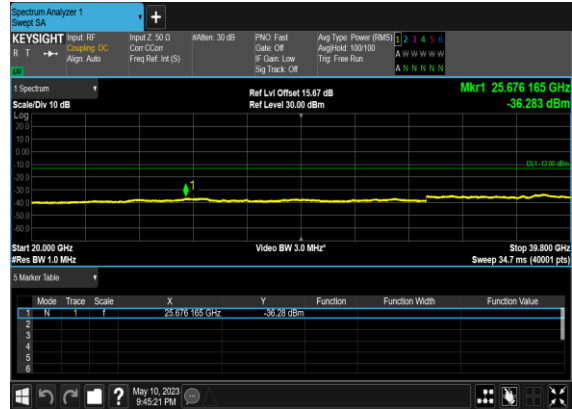 Spectrum Analyzer 1
Swept SA
+
KEYSIGHT Input: RF Input Z: 50 Ω #Atten: 30 dB PNO: Fast Avg Type: Power (RMS) 1 2 3 4 5 6
R T Coupling: DC Corr CCorr Gate: Off Avg|Hold: 100/100 A W W W W W
Align: Auto Freq Ref: Int (S) IF Gain: Low Trig: Free Run
Sig Track: Off A N N N N N
1 Spectrum Ref Lvl Offset 15.67 dB Mkr1 25.676 165 GHz
Scale/Div 10 dB Ref Level 30.00 dBm -36.283 dBm
Log
20.0
10.0
0.00
-10.0 DL1 -13.00 dBm
-20.0
-30.0 1
-40.0
-50.0
-60.0
Start 20.000 GHz Video BW 3.0 MHz* Stop 39.800 GHz
#Res BW 1.0 MHz Sweep 34.7 ms (40001 pts)
5 Marker Table
Mode Trace Scale X Y Function Function Width Function Value
1 N 1 f 25.676 165 GHz -36.28 dBm
2
3
4
5
6
? May 10, 2023
9:45:21 PM